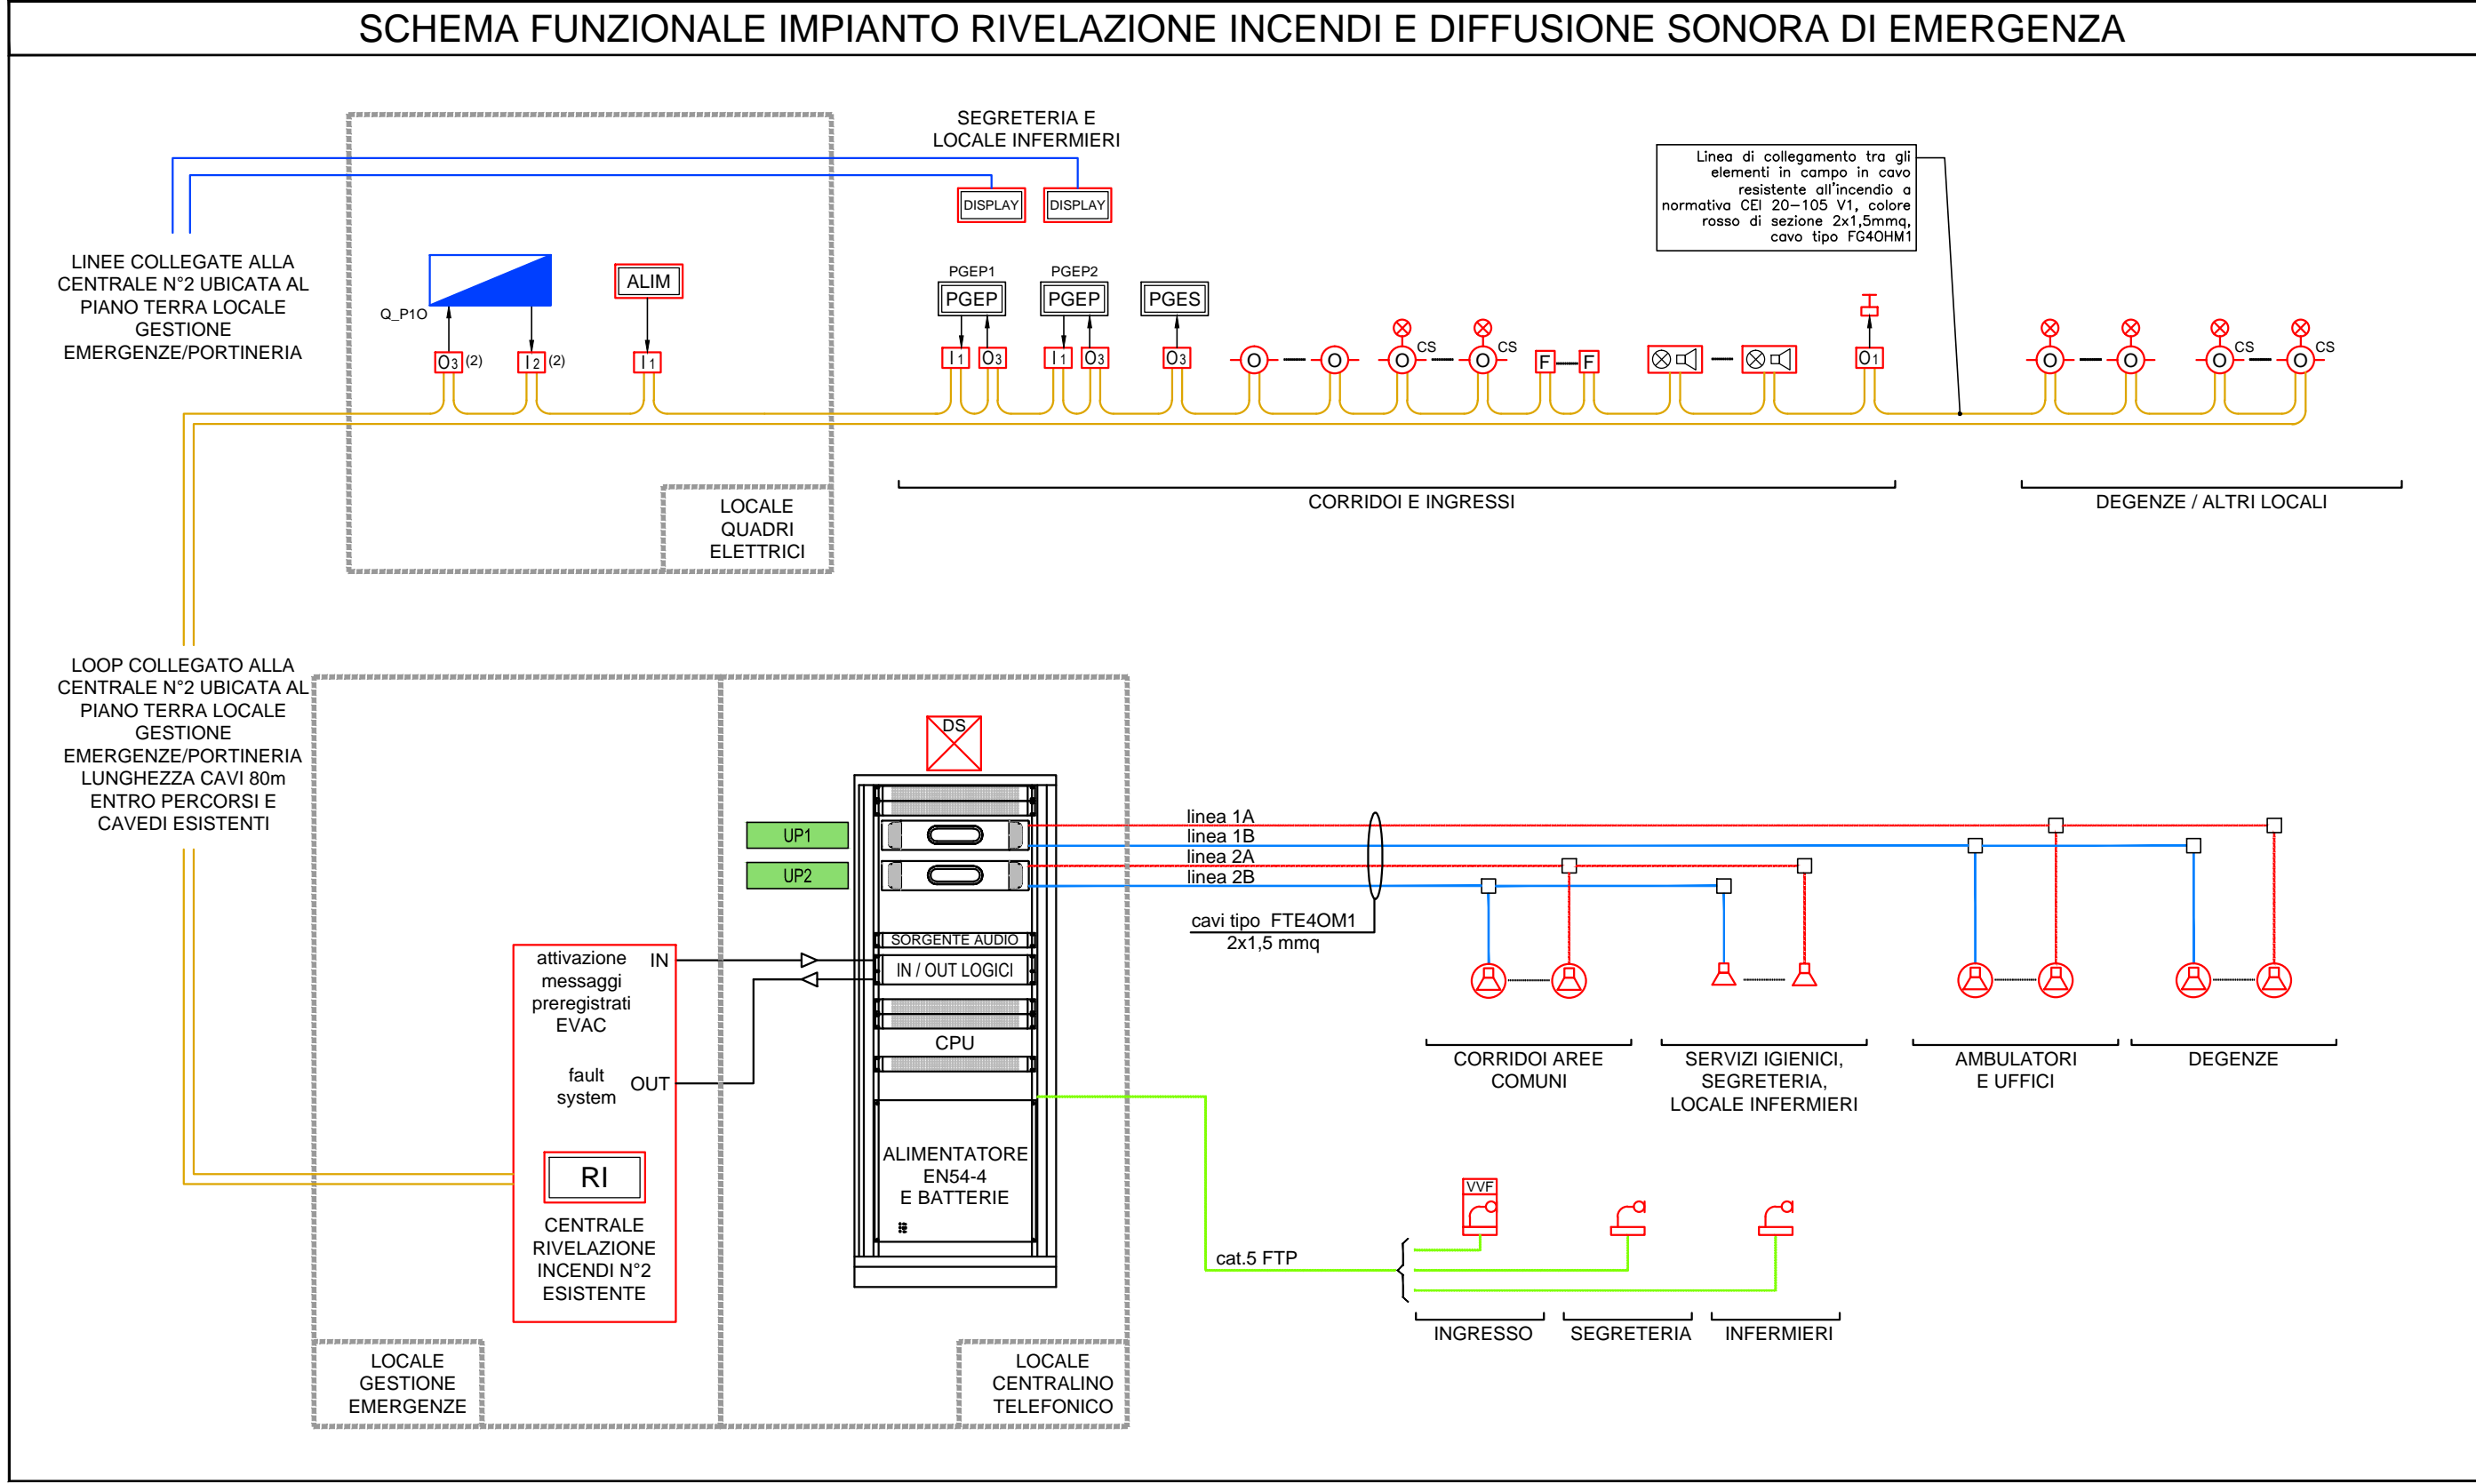 SCHEMA FUNZIONALE IMPIANTO RIVELAZIONE INCENDI E DIFFUSIONE SONORA DI EMERGENZA
SEGRETERIA E
LOCALE INFERMIERI
DISPLAY
DISPLAY
Linea di collegamento tra gli
elementi in campo in cavo
resistente all'incendio a
normativa CEI 20-105 V1, colore
rosso di sezione 2x1,5mmq,
cavo tipo FG4OHM1
LINEE COLLEGATE ALLA
CENTRALE N°2 UBICATA AL
PIANO TERRA LOCALE
GESTIONE
EMERGENZE/PORTINERIA
Q_P1O
O3 (2)
I2 (2)
ALIM
I1
PGEP1
PGEP
I1
O3
PGEP2
PGEP
I1
O3
PGES
O3
O
O
O CS
O CS
F
F
O1
O
O
O CS
O CS
LOCALE
QUADRI
ELETTRICI
CORRIDOI E INGRESSI
DEGENZE / ALTRI LOCALI
LOOP COLLEGATO ALLA
CENTRALE N°2 UBICATA AL
PIANO TERRA LOCALE
GESTIONE
EMERGENZE/PORTINERIA
LUNGHEZZA CAVI 80m
ENTRO PERCORSI E
CAVEDI ESISTENTI
DS
UP1
UP2
linea 1A
linea 1B
linea 2A
linea 2B
cavi tipo FTE4OM1
2x1,5 mmq
SORGENTE AUDIO
IN / OUT LOGICI
CPU
ALIMENTATORE
EN54-4
E BATTERIE
attivazione
messaggi
preregistrati
EVAC
IN
fault
system
OUT
RI
CENTRALE
RIVELAZIONE
INCENDI N°2
ESISTENTE
CORRIDOI AREE
COMUNI
SERVIZI IGIENICI,
SEGRETERIA,
LOCALE INFERMIERI
AMBULATORI
E UFFICI
DEGENZE
VVF
cat.5 FTP
INGRESSO
SEGRETERIA
INFERMIERI
LOCALE
GESTIONE
EMERGENZE
LOCALE
CENTRALINO
TELEFONICO